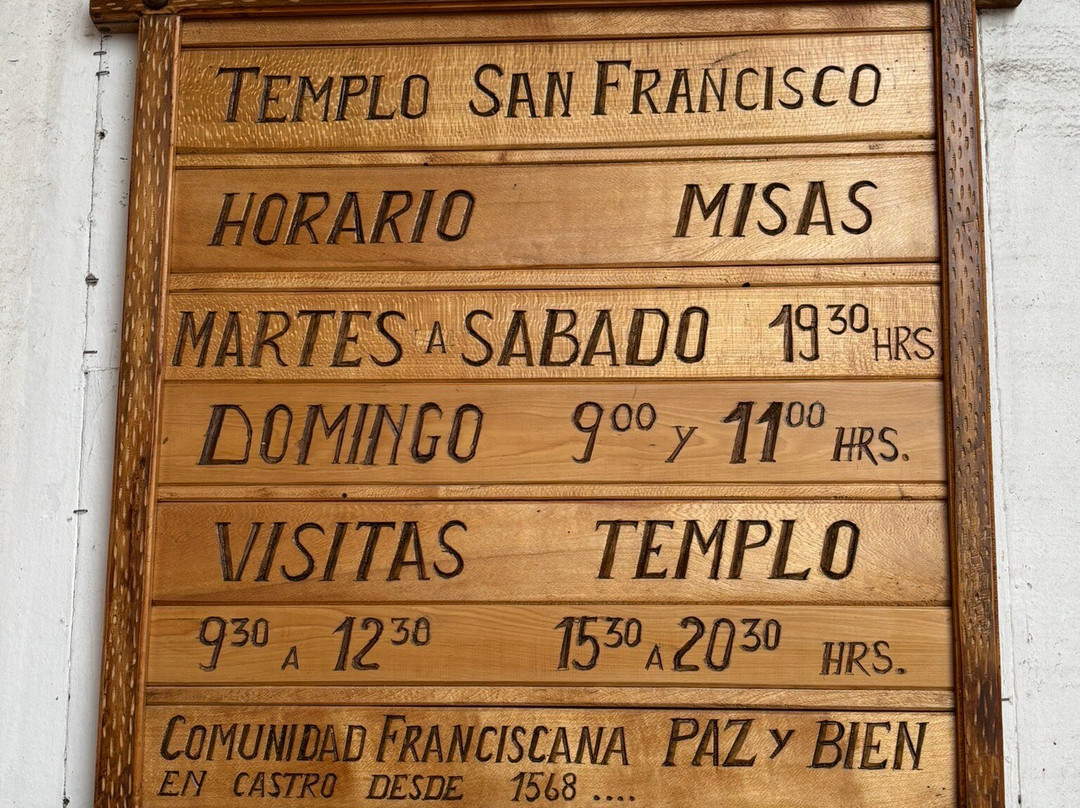 TEMPLO SAN FRANCISCO
HORARIO MISAS
MARTES A SABADO 19³⁰ HRS
DOMINGO 9⁰⁰ Y 11⁰⁰ HRS.
VISITAS TEMPLO
9³⁰ A 12³⁰ 15³⁰ A 20³⁰ HRS.
COMUNIDAD FRANCISCANA PAZ Y BIEN
EN CASTRO DESDE 1568 ....